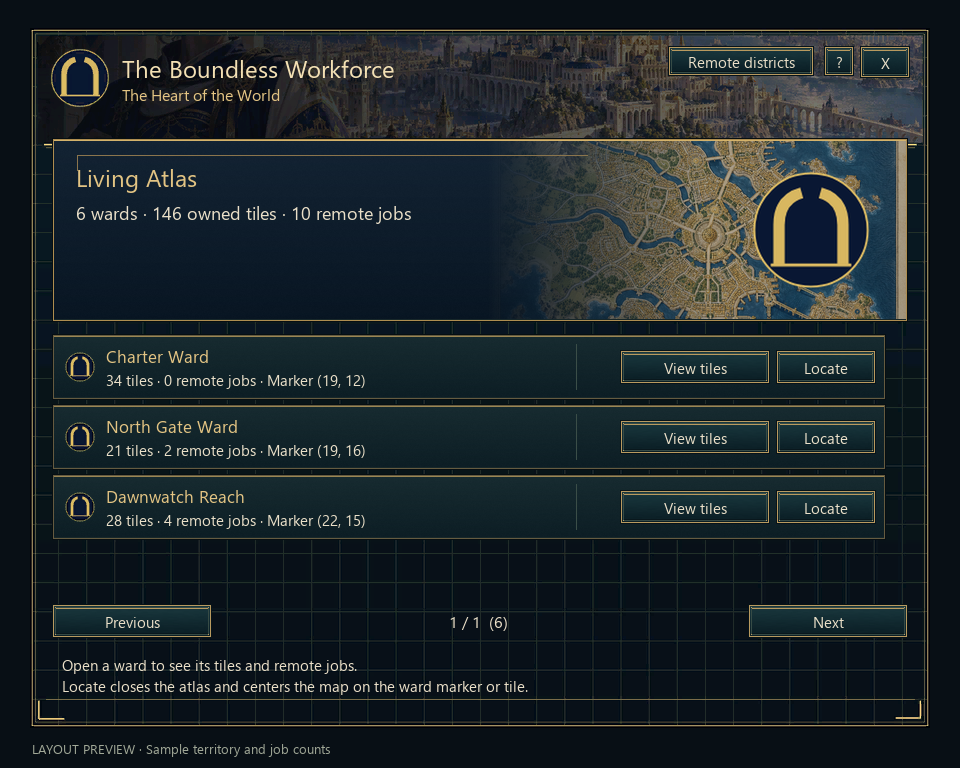 The Boundless Workforce
The Heart of the World
Remote districts
?
X
Living Atlas
6 wards · 146 owned tiles · 10 remote jobs
Charter Ward
34 tiles · 0 remote jobs · Marker (19, 12)
View tiles
Locate
North Gate Ward
21 tiles · 2 remote jobs · Marker (19, 16)
View tiles
Locate
Dawnwatch Reach
28 tiles · 4 remote jobs · Marker (22, 15)
View tiles
Locate
Previous
1 / 1 (6)
Next
Open a ward to see its tiles and remote jobs.
Locate closes the atlas and centers the map on the ward marker or tile.
LAYOUT PREVIEW · Sample territory and job counts